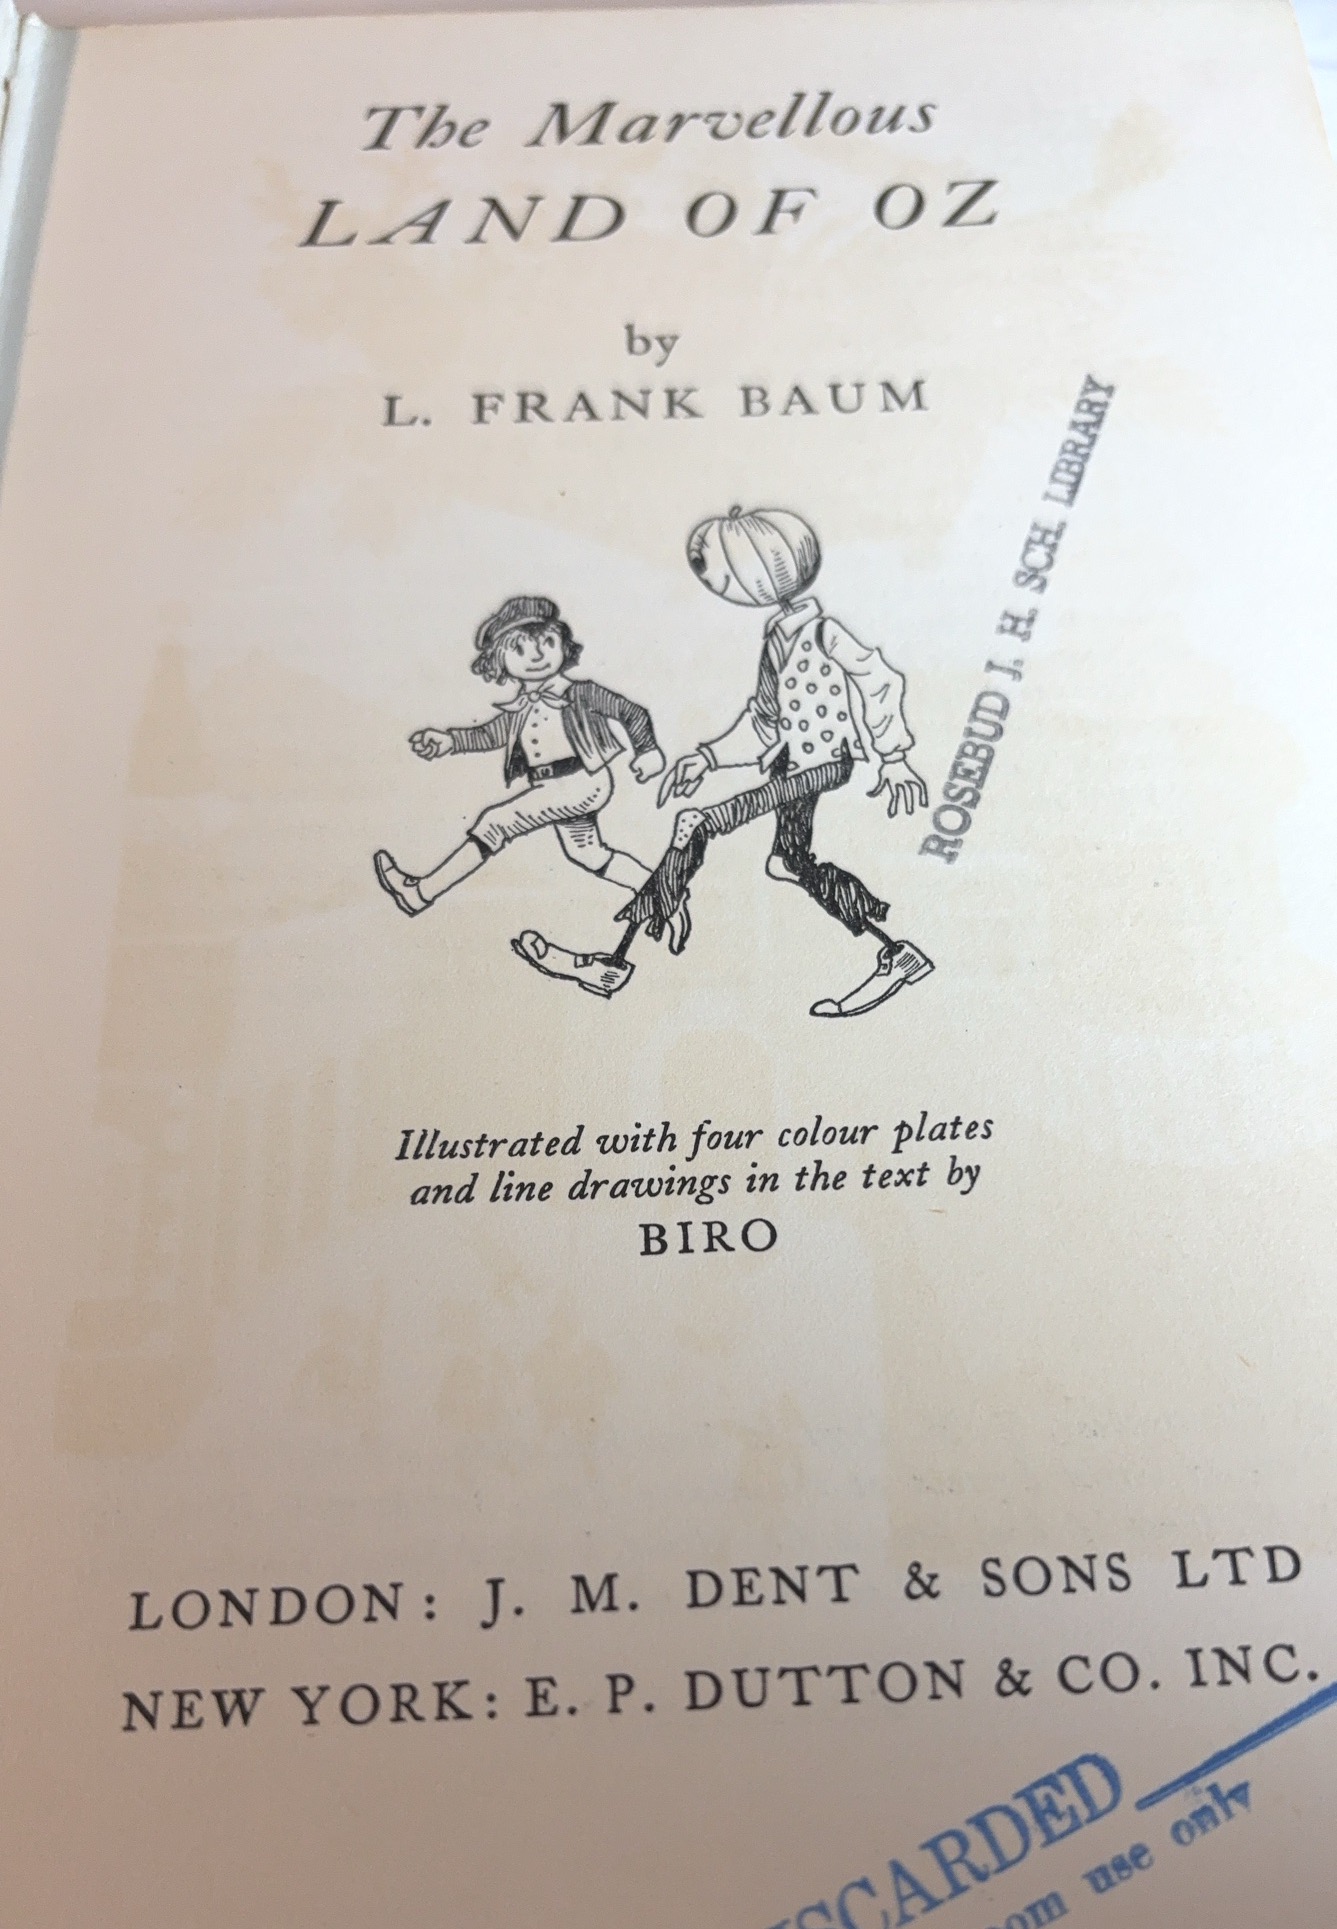 The Marvellous
LAND OF OZ
by
L. FRANK BAUM
ROSEBUD J. H. SCH. LIBRARY
Illustrated with four colour plates
and line drawings in the text by
BIRO
LONDON: J. M. DENT & SONS LTD
NEW YORK: E. P. DUTTON & CO. INC.
SCARDED
oom use only